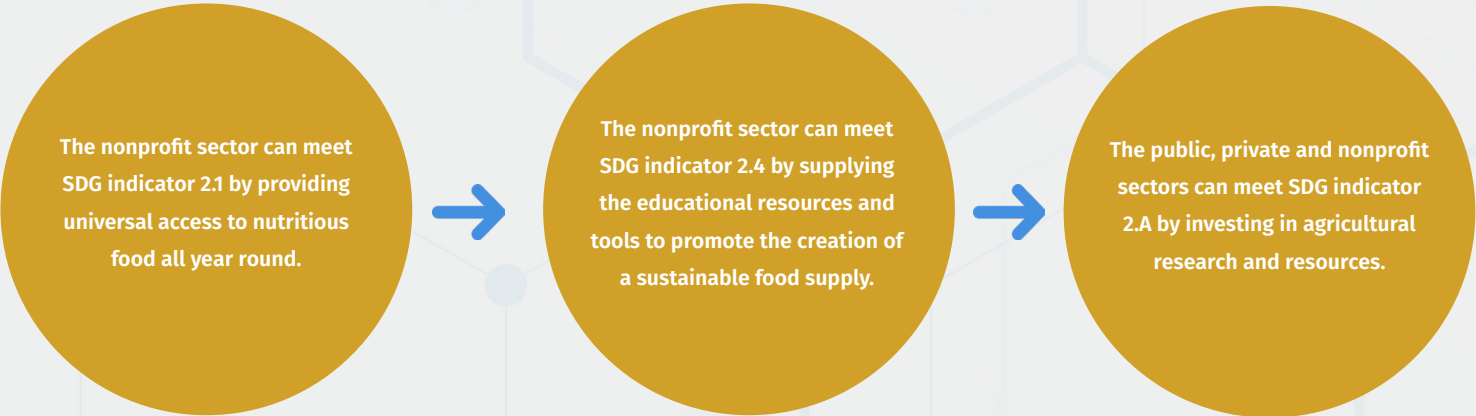 The nonprofit sector can meet
SDG indicator 2.1 by providing
universal access to nutritious
food all year round.
The nonprofit sector can meet
SDG indicator 2.4 by supplying
the educational resources and
tools to promote the creation of
a sustainable food supply.
The public, private and nonprofit
sectors can meet SDG indicator
2.A by investing in agricultural
research and resources.